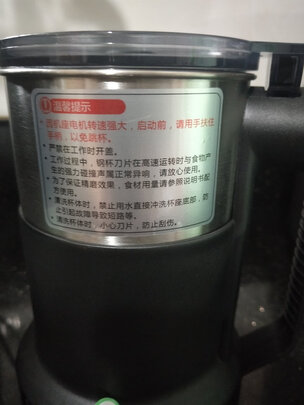 温馨提示
·因机座电机转速强大，启动前，请用手扶住
手柄，以免跳杯。
·严禁在工作时开盖。
·工作过程中，钢杯刀片在高速运转时与食物产
生的强力碰撞声属正常异响，请放心使用。
·为了保证精磨效果，食材用量请参照说明书配
方使用。
·清洗杯体时，禁止用水直接冲洗杯座底部，防
止引起故障导致短路等。
·清洗杯体时，小心刀片，防止刮伤。